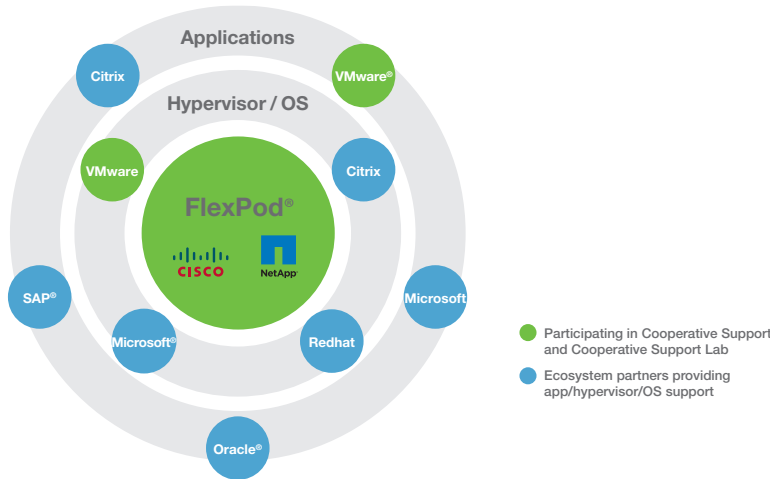 Applications
Citrix
VMware®
Hypervisor / OS
VMware
Citrix
FlexPod®
CISCO
NetApp
SAP®
Microsoft
Microsoft®
Redhat
Oracle®
Participating in Cooperative Support
and Cooperative Support Lab
Ecosystem partners providing
app/hypervisor/OS support